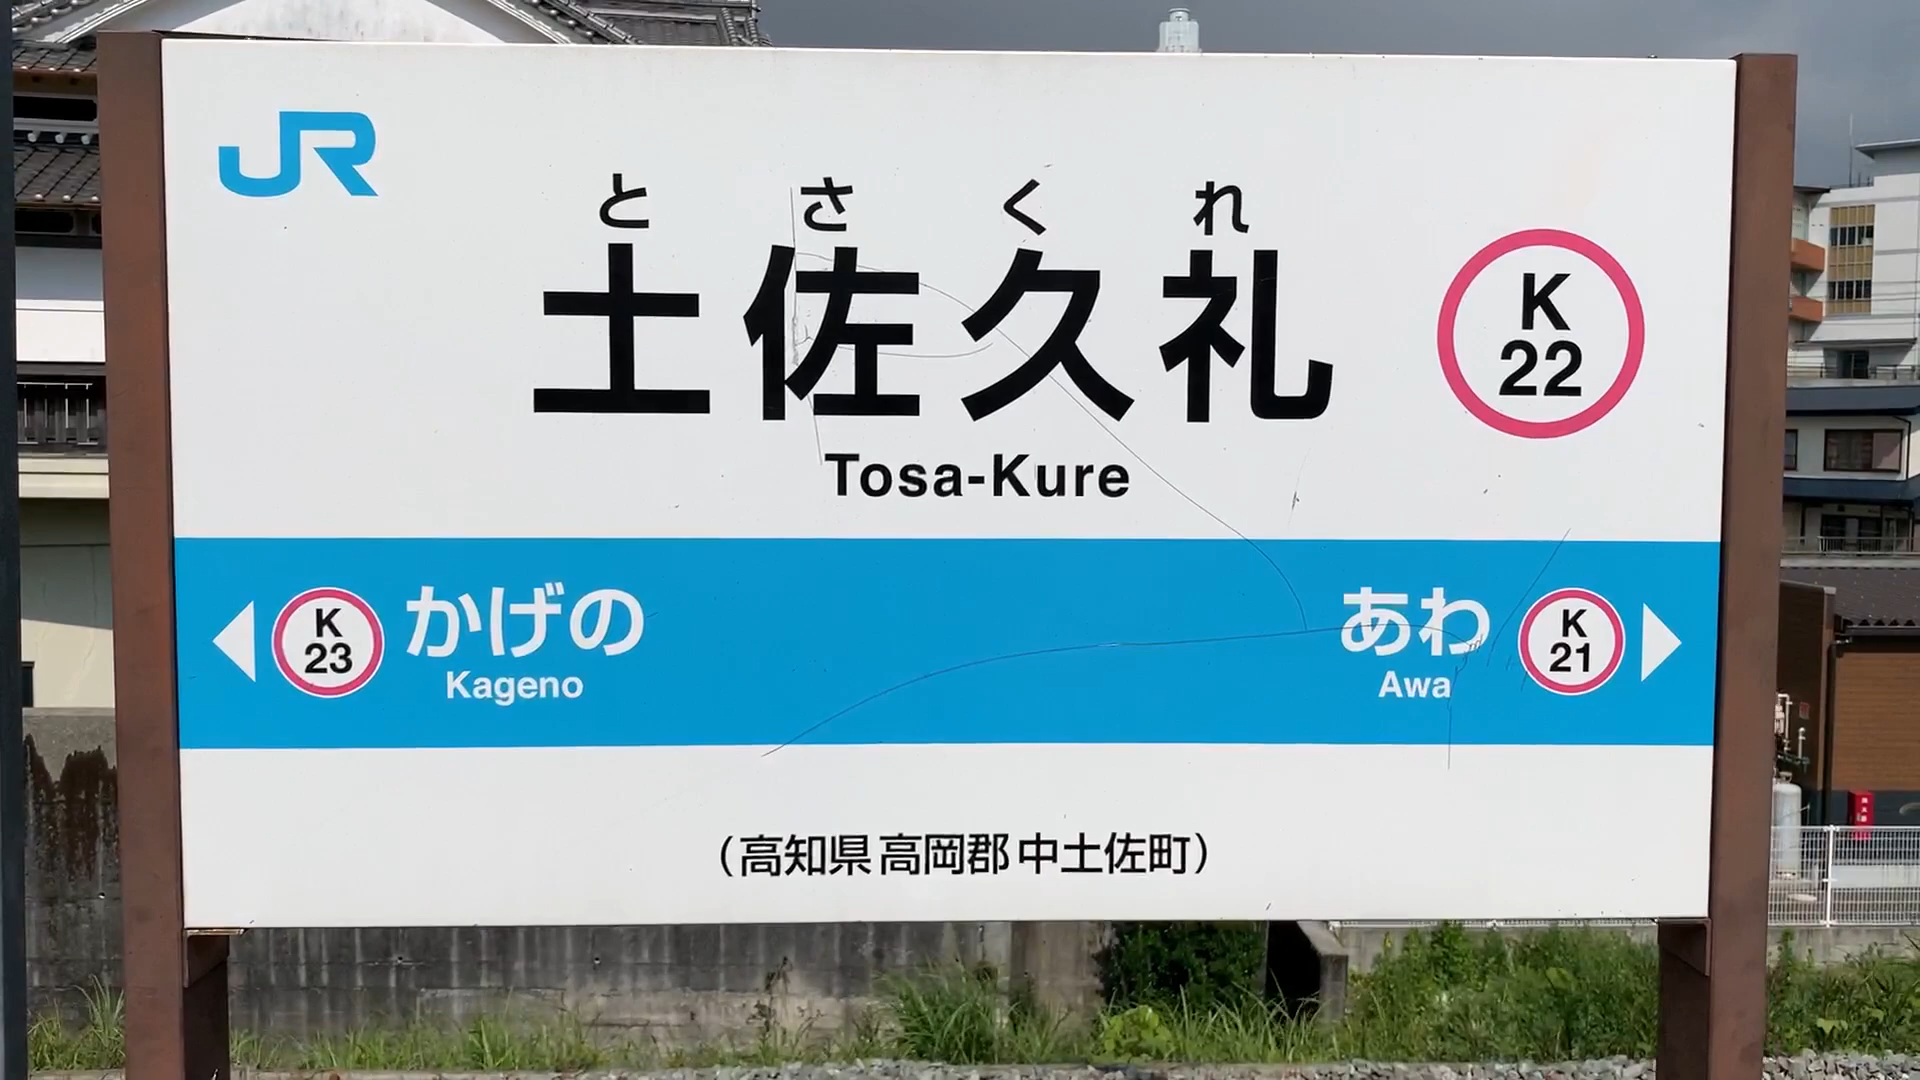 JR
とさくれ
土佐久礼
K
22
Tosa-Kure
K
23
かげの
Kageno
あわ
Awa
K
21
（高知県高岡郡中土佐町）